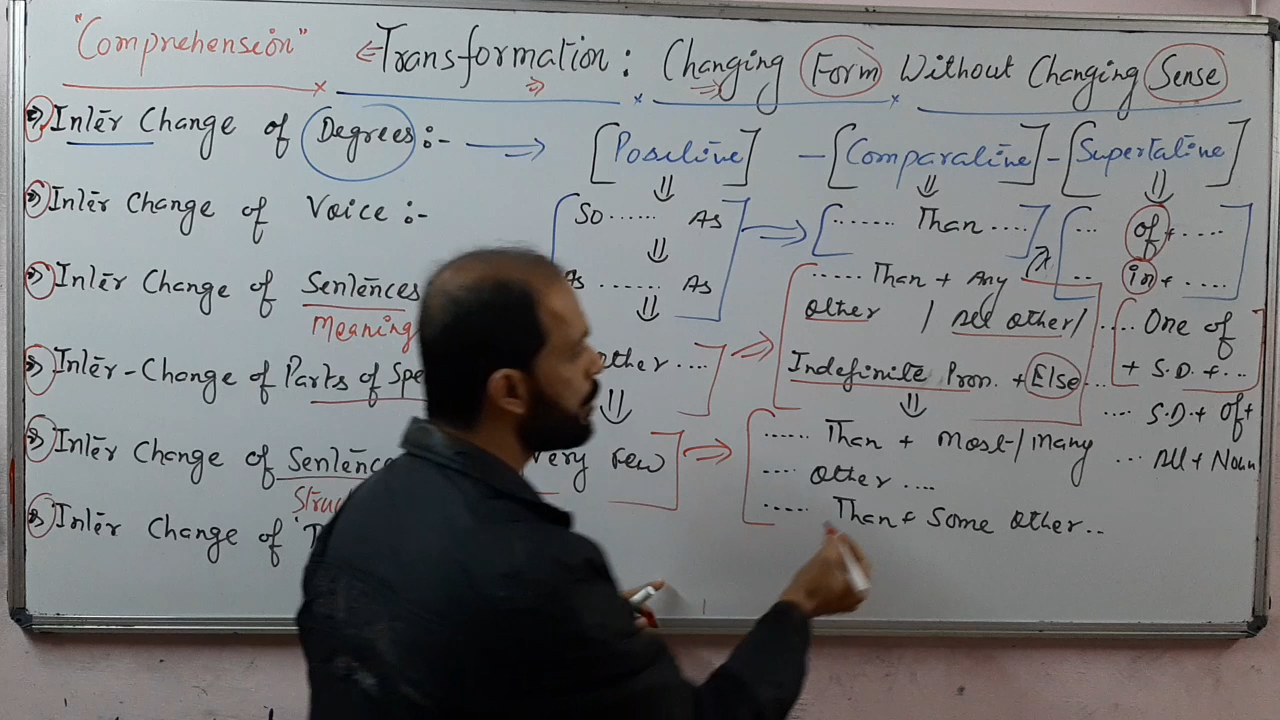 "Comprehension" Transformation: Changing Form Without Changing Sense
Inter Change of Degrees:- [Positive] - [Comparative] - [Superlative]
Inter Change of Voice:-
So...... As
As ...... As
other ....
Very Few
...... Than ....
..... Than + Any
other / All other /
Indefinite Pron. + Else ...
..... Than + Most / Many
.... Other ....
..... Than + Some Other..
... of + ....
.. in + .....
.... One of
+ S.D. + ...
.... S.D. + of +
... All + Noun
Inter Change of Sentences
Meaning
Inter-Change of Parts of Spe
Inter Change of Sentence
Struc
Inter Change of